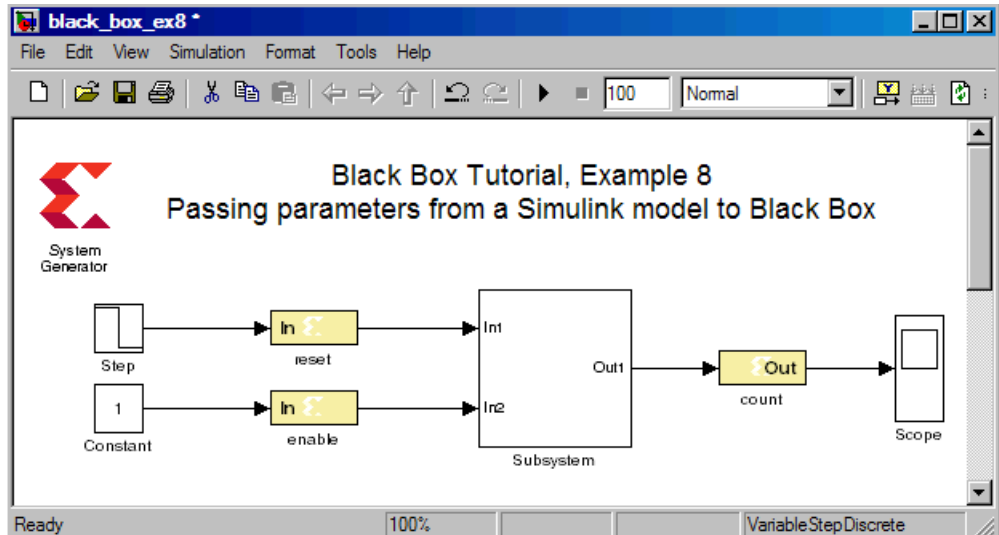 black_box_ex8 *
File Edit View Simulation Format Tools Help
100 Normal
Black Box Tutorial, Example 8
Passing parameters from a Simulink model to Black Box
System
Generator
Step
In
reset
In1
Out1
Out
count
Scope
1
Constant
In
enable
In2
Subsystem
Ready 100% VariableStepDiscrete